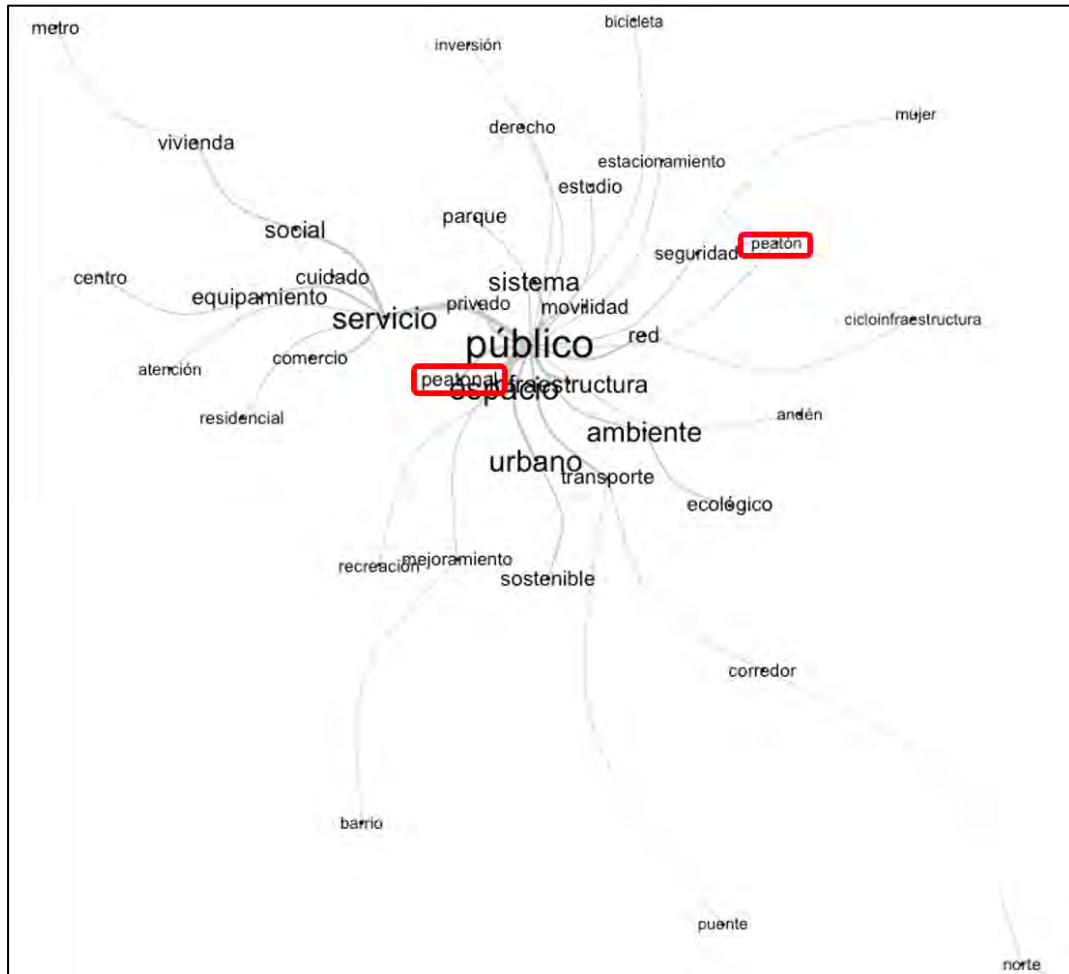 bicicleta
metro
inversión
mujer
derecho
vivienda
estacionamiento
estudio
parque
social
peatón
seguridad
centro
cuidado
sistema
equipamiento
privado
movilidad
servicio
cicloinfraestructura
red
público
comercio
atención
peatonal
infraestructura
espacio
residencial
andén
ambiente
urbano
transporte
ecológico
mejoramiento
recreación
sostenible
corredor
barrio
puente
norte